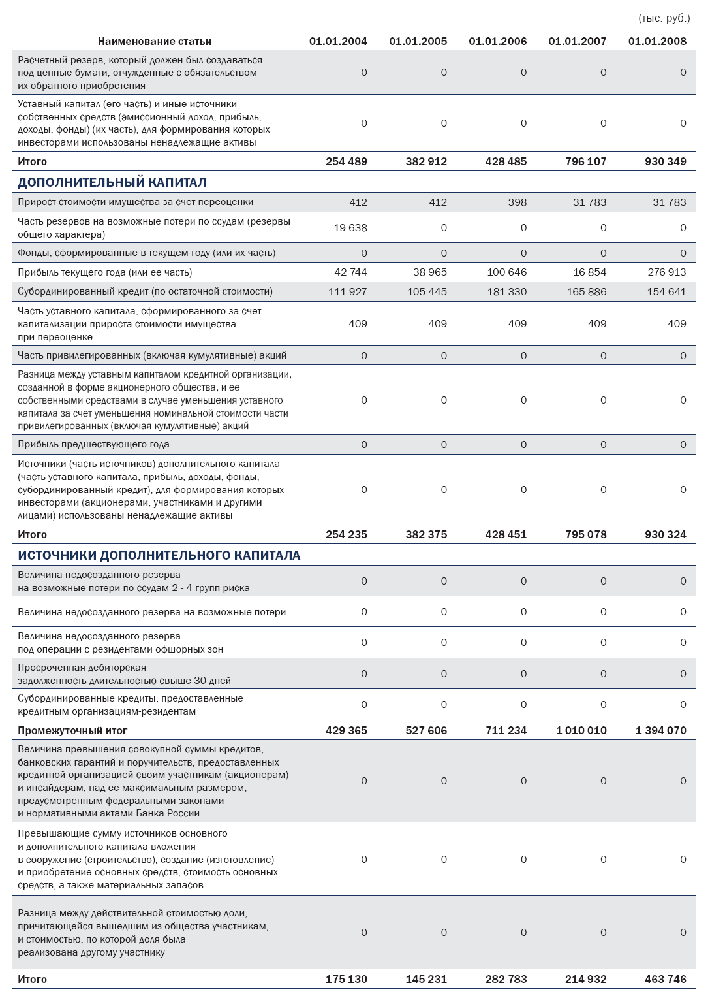 (тыс. руб.)
Наименование статьи 01.01.2004 01.01.2005 01.01.2006 01.01.2007 01.01.2008
Расчетный резерв, который должен был создаваться
под ценные бумаги, отчужденные с обязательством 0 0 0 0 0
их обратного приобретения
Уставный капитал (его часть) и иные источники
собственных средств (эмиссионный доход, прибыль,
доходы, фонды) (их часть), для формирования которых 0 0 0 0 0
инвесторами использованы ненадлежащие активы
Итого 254 489 382 912 428 485 796 107 930 349
ДОПОЛНИТЕЛЬНЫЙ КАПИТАЛ
Прирост стоимости имущества за счет переоценки 412 412 398 31 783 31 783
Часть резервов на возможные потери по ссудам (резервы
общего характера) 19 638 0 0 0 0
Фонды, сформированные в текущем году (или их часть) 0 0 0 0 0
Прибыль текущего года (или ее часть) 42 744 38 965 100 646 16 854 276 913
Субординированный кредит (по остаточной стоимости) 111 927 105 445 181 330 165 886 154 641
Часть уставного капитала, сформированного за счет
капитализации прироста стоимости имущества 409 409 409 409 409
при переоценке
Часть привилегированных (включая кумулятивные) акций 0 0 0 0 0
Разница между уставным капиталом кредитной организации,
созданной в форме акционерного общества, и ее
собственными средствами в случае уменьшения уставного 0 0 0 0 0
капитала за счет уменьшения номинальной стоимости части
привилегированных (включая кумулятивные) акций
Прибыль предшествующего года 0 0 0 0 0
Источники (часть источников) дополнительного капитала
(часть уставного капитала, прибыль, доходы, фонды,
субординированный кредит), для формирования которых 0 0 0 0 0
инвесторами (акционерами, участниками и другими
лицами) использованы ненадлежащие активы
Итого 254 235 382 375 428 451 795 078 930 324
ИСТОЧНИКИ ДОПОЛНИТЕЛЬНОГО КАПИТАЛА
Величина недосозданного резерва
на возможные потери по ссудам 2 - 4 групп риска 0 0 0 0 0
Величина недосозданного резерва на возможные потери 0 0 0 0 0
Величина недосозданного резерва
под операции с резидентами офшорных зон 0 0 0 0 0
Просроченная дебиторская
задолженность длительностью свыше 30 дней 0 0 0 0 0
Субординированные кредиты, предоставленные
кредитным организациям-резидентам 0 0 0 0 0
Промежуточный итог 429 365 527 606 711 234 1 010 010 1 394 070
Величина превышения совокупной суммы кредитов,
банковских гарантий и поручительств, предоставленных
кредитной организацией своим участникам (акционерам)
и инсайдерам, над ее максимальным размером, 0 0 0 0 0
предусмотренным федеральными законами
и нормативными актами Банка России
Превышающие сумму источников основного
и дополнительного капитала вложения
в сооружение (строительство), создание (изготовление) 0 0 0 0 0
и приобретение основных средств, стоимость основных
средств, а также материальных запасов
Разница между действительной стоимостью доли,
причитающейся вышедшим из общества участникам,
и стоимостью, по которой доля была 0 0 0 0 0
реализована другому участнику
Итого 175 130 145 231 282 783 214 932 463 746